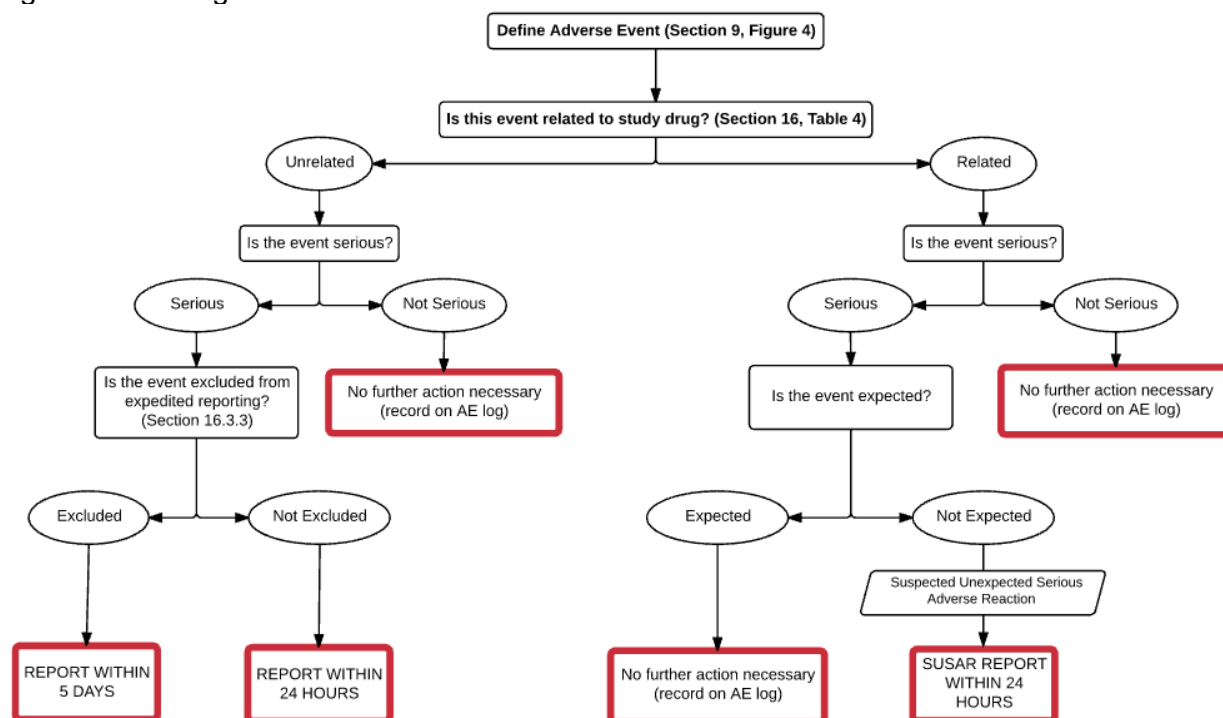 Define Adverse Event (Section 9, Figure 4)
Is this event related to study drug? (Section 16, Table 4)
Unrelated
Related
Is the event serious?
Is the event serious?
Serious
Not Serious
Serious
Not Serious
Is the event excluded from
expedited reporting?
(Section 16.3.3)
No further action necessary
(record on AE log)
Is the event expected?
No further action necessary
(record on AE log)
Excluded
Not Excluded
Expected
Not Expected
Suspected Unexpected Serious
Adverse Reaction
REPORT WITHIN
5 DAYS
REPORT WITHIN
24 HOURS
No further action necessary
(record on AE log)
SUSAR REPORT
WITHIN 24
HOURS